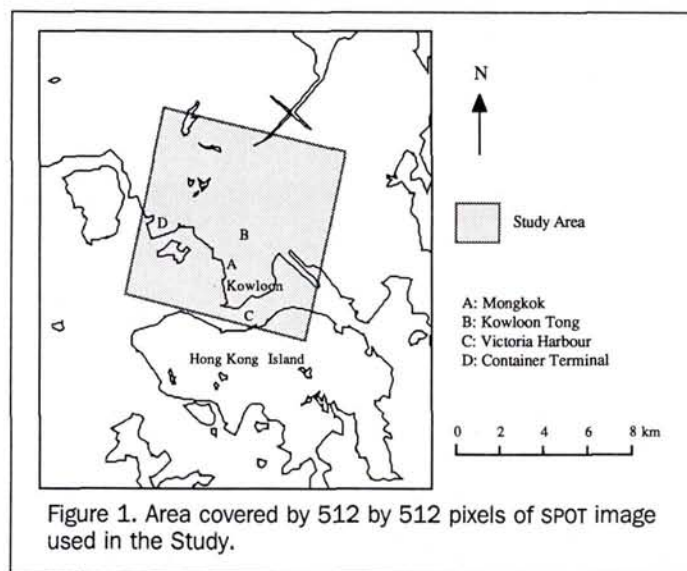 N
Study Area
D
B
A
Kowloon
C
Hong Kong Island
A: Mongkok
B: Kowloon Tong
C: Victoria Harbour
D: Container Terminal
0 2 4 6 8 km
Figure 1. Area covered by 512 by 512 pixels of SPOT image
used in the Study.